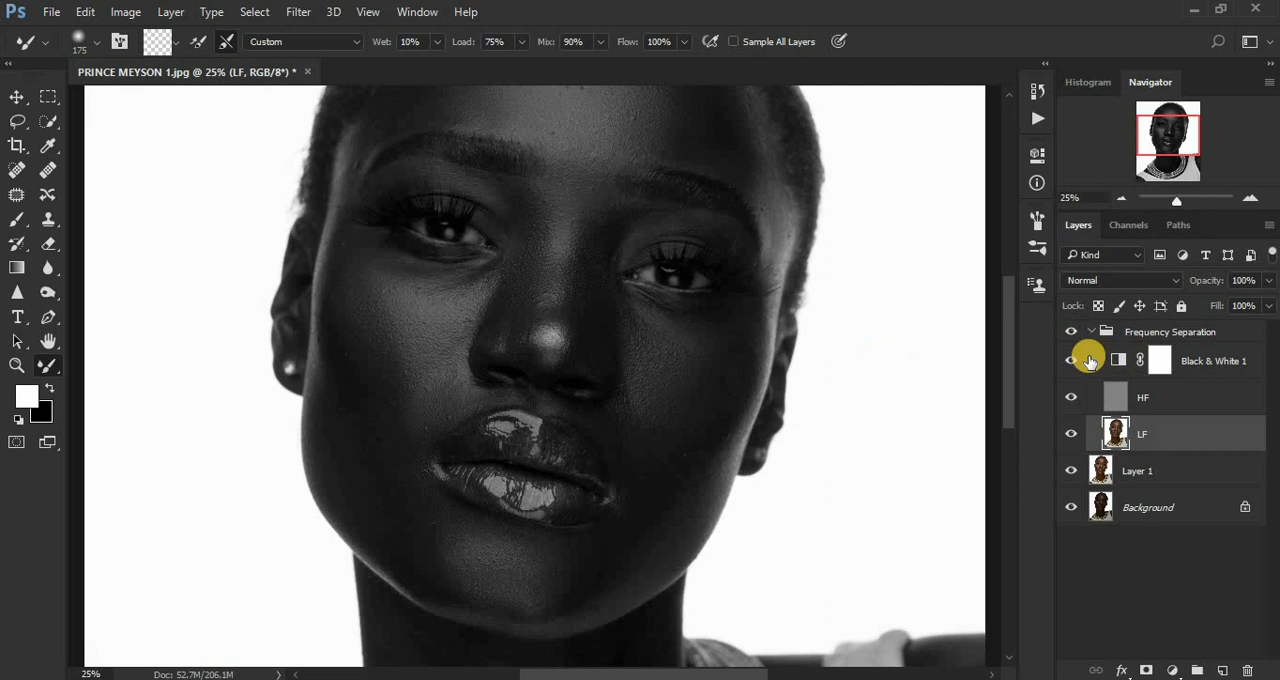 Ps File Edit Image Layer Type Select Filter 3D View Window Help
175 Custom Wet: 10% Load: 75% Mix: 90% Flow: 100% Sample All Layers
PRINCE MEYSON 1.jpg @ 25% (LF, RGB/8*) * ×
Histogram Navigator
25%
Layers Channels Paths
Kind
Normal Opacity: 100%
Lock: Fill: 100%
Frequency Separation
Black & White 1
HF
LF
Layer 1
Background
25% Doc: 52.7M/206.1M
fx